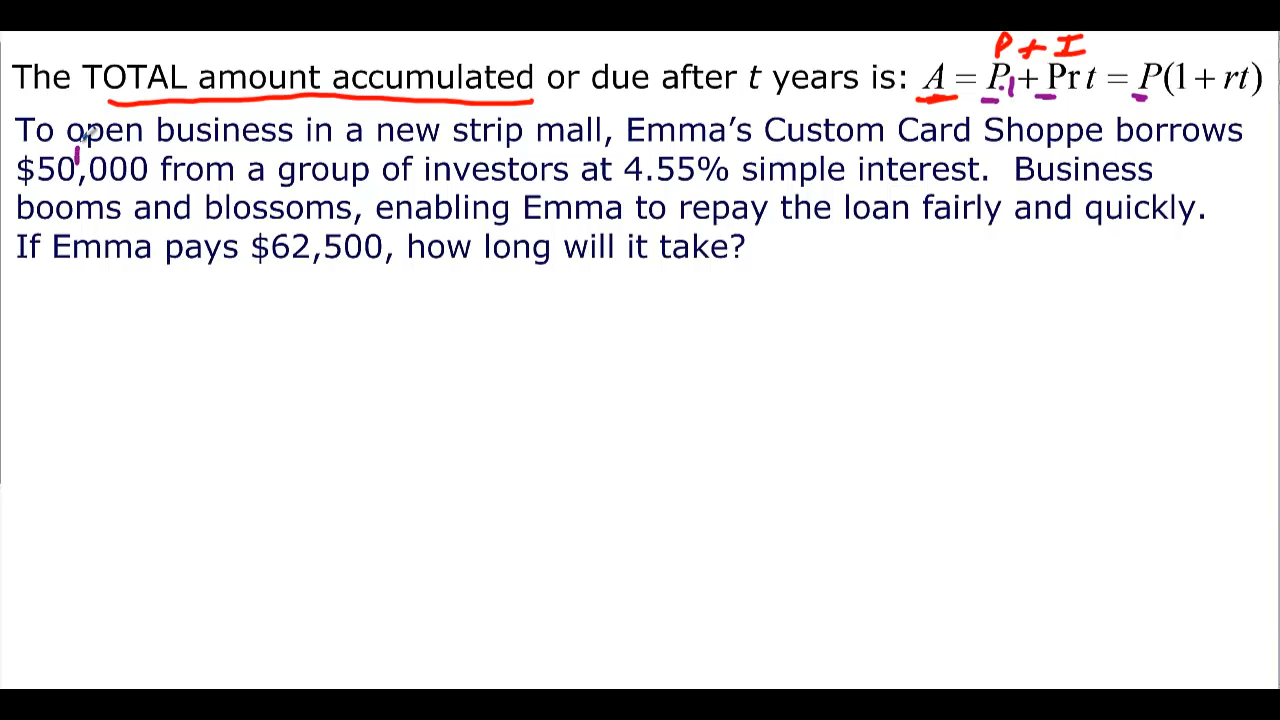 P + I
The TOTAL amount accumulated or due after t years is: A = P·1 + Pr t = P(1 + rt)
To open business in a new strip mall, Emma's Custom Card Shoppe borrows
$50,000 from a group of investors at 4.55% simple interest. Business
booms and blossoms, enabling Emma to repay the loan fairly and quickly.
If Emma pays $62,500, how long will it take?